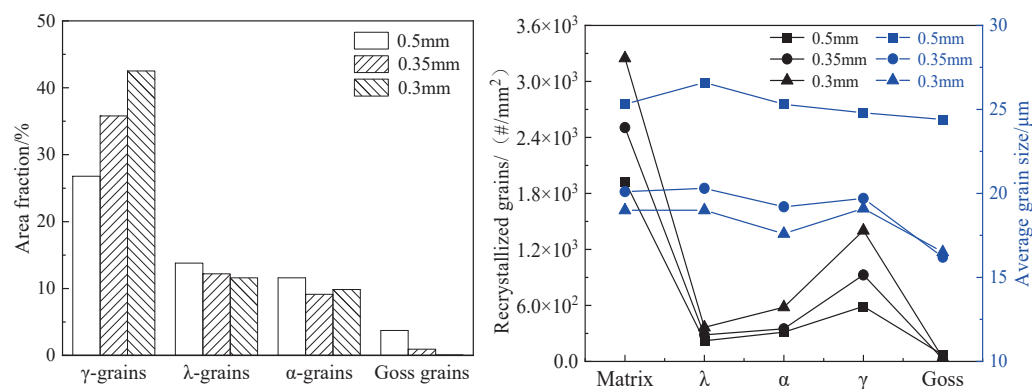 50
40
30
20
10
0
Area fraction/%
0.5mm
0.35mm
0.3mm
γ-grains λ-grains α-grains Goss grains
3.6×10³
3.0×10³
2.4×10³
1.8×10³
1.2×10³
6.0×10²
0.0
Recrystallized grains/（#/mm²）
0.5mm 0.5mm
0.35mm 0.35mm
0.3mm 0.3mm
30
25
20
15
10
Average grain size/μm
Matrix λ α γ Goss